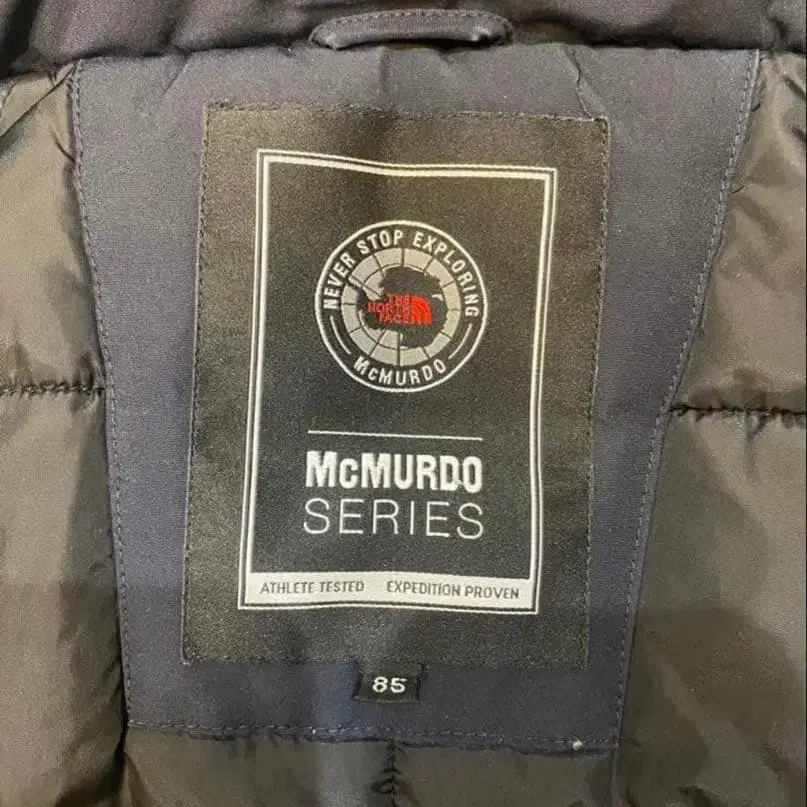 NEVER STOP EXPLORING
THE
NORTH
FACE
McMURDO
McMURDO
SERIES
ATHLETE TESTED EXPEDITION PROVEN
85